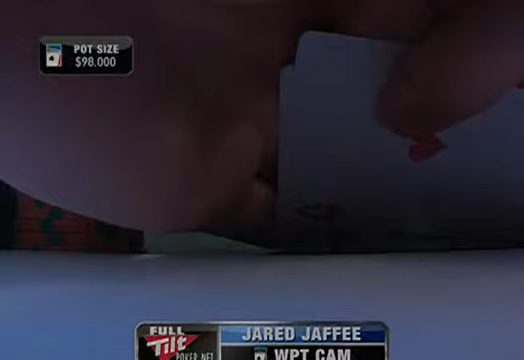 POT SIZE
$98,000
FULL
Tilt
POKER.NET
JARED JAFFEE
WPT CAM